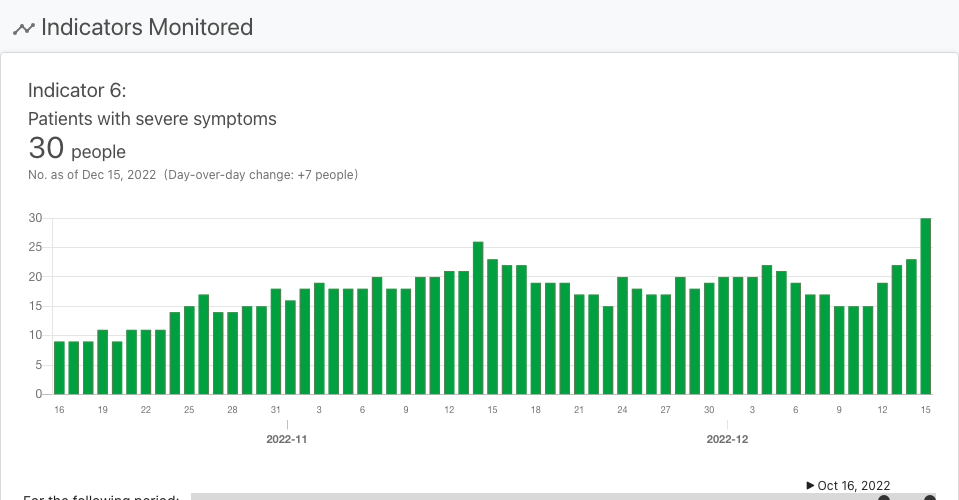 Indicators Monitored
Indicator 6:
Patients with severe symptoms
30 people
No. as of Dec 15, 2022 (Day-over-day change: +7 people)
30
25
20
15
10
5
0
16 19 22 25 28 31 3 6 9 12 15 18 21 24 27 30 3 6 9 12 15
2022-11 2022-12
▶ Oct 16, 2022
For the following period: